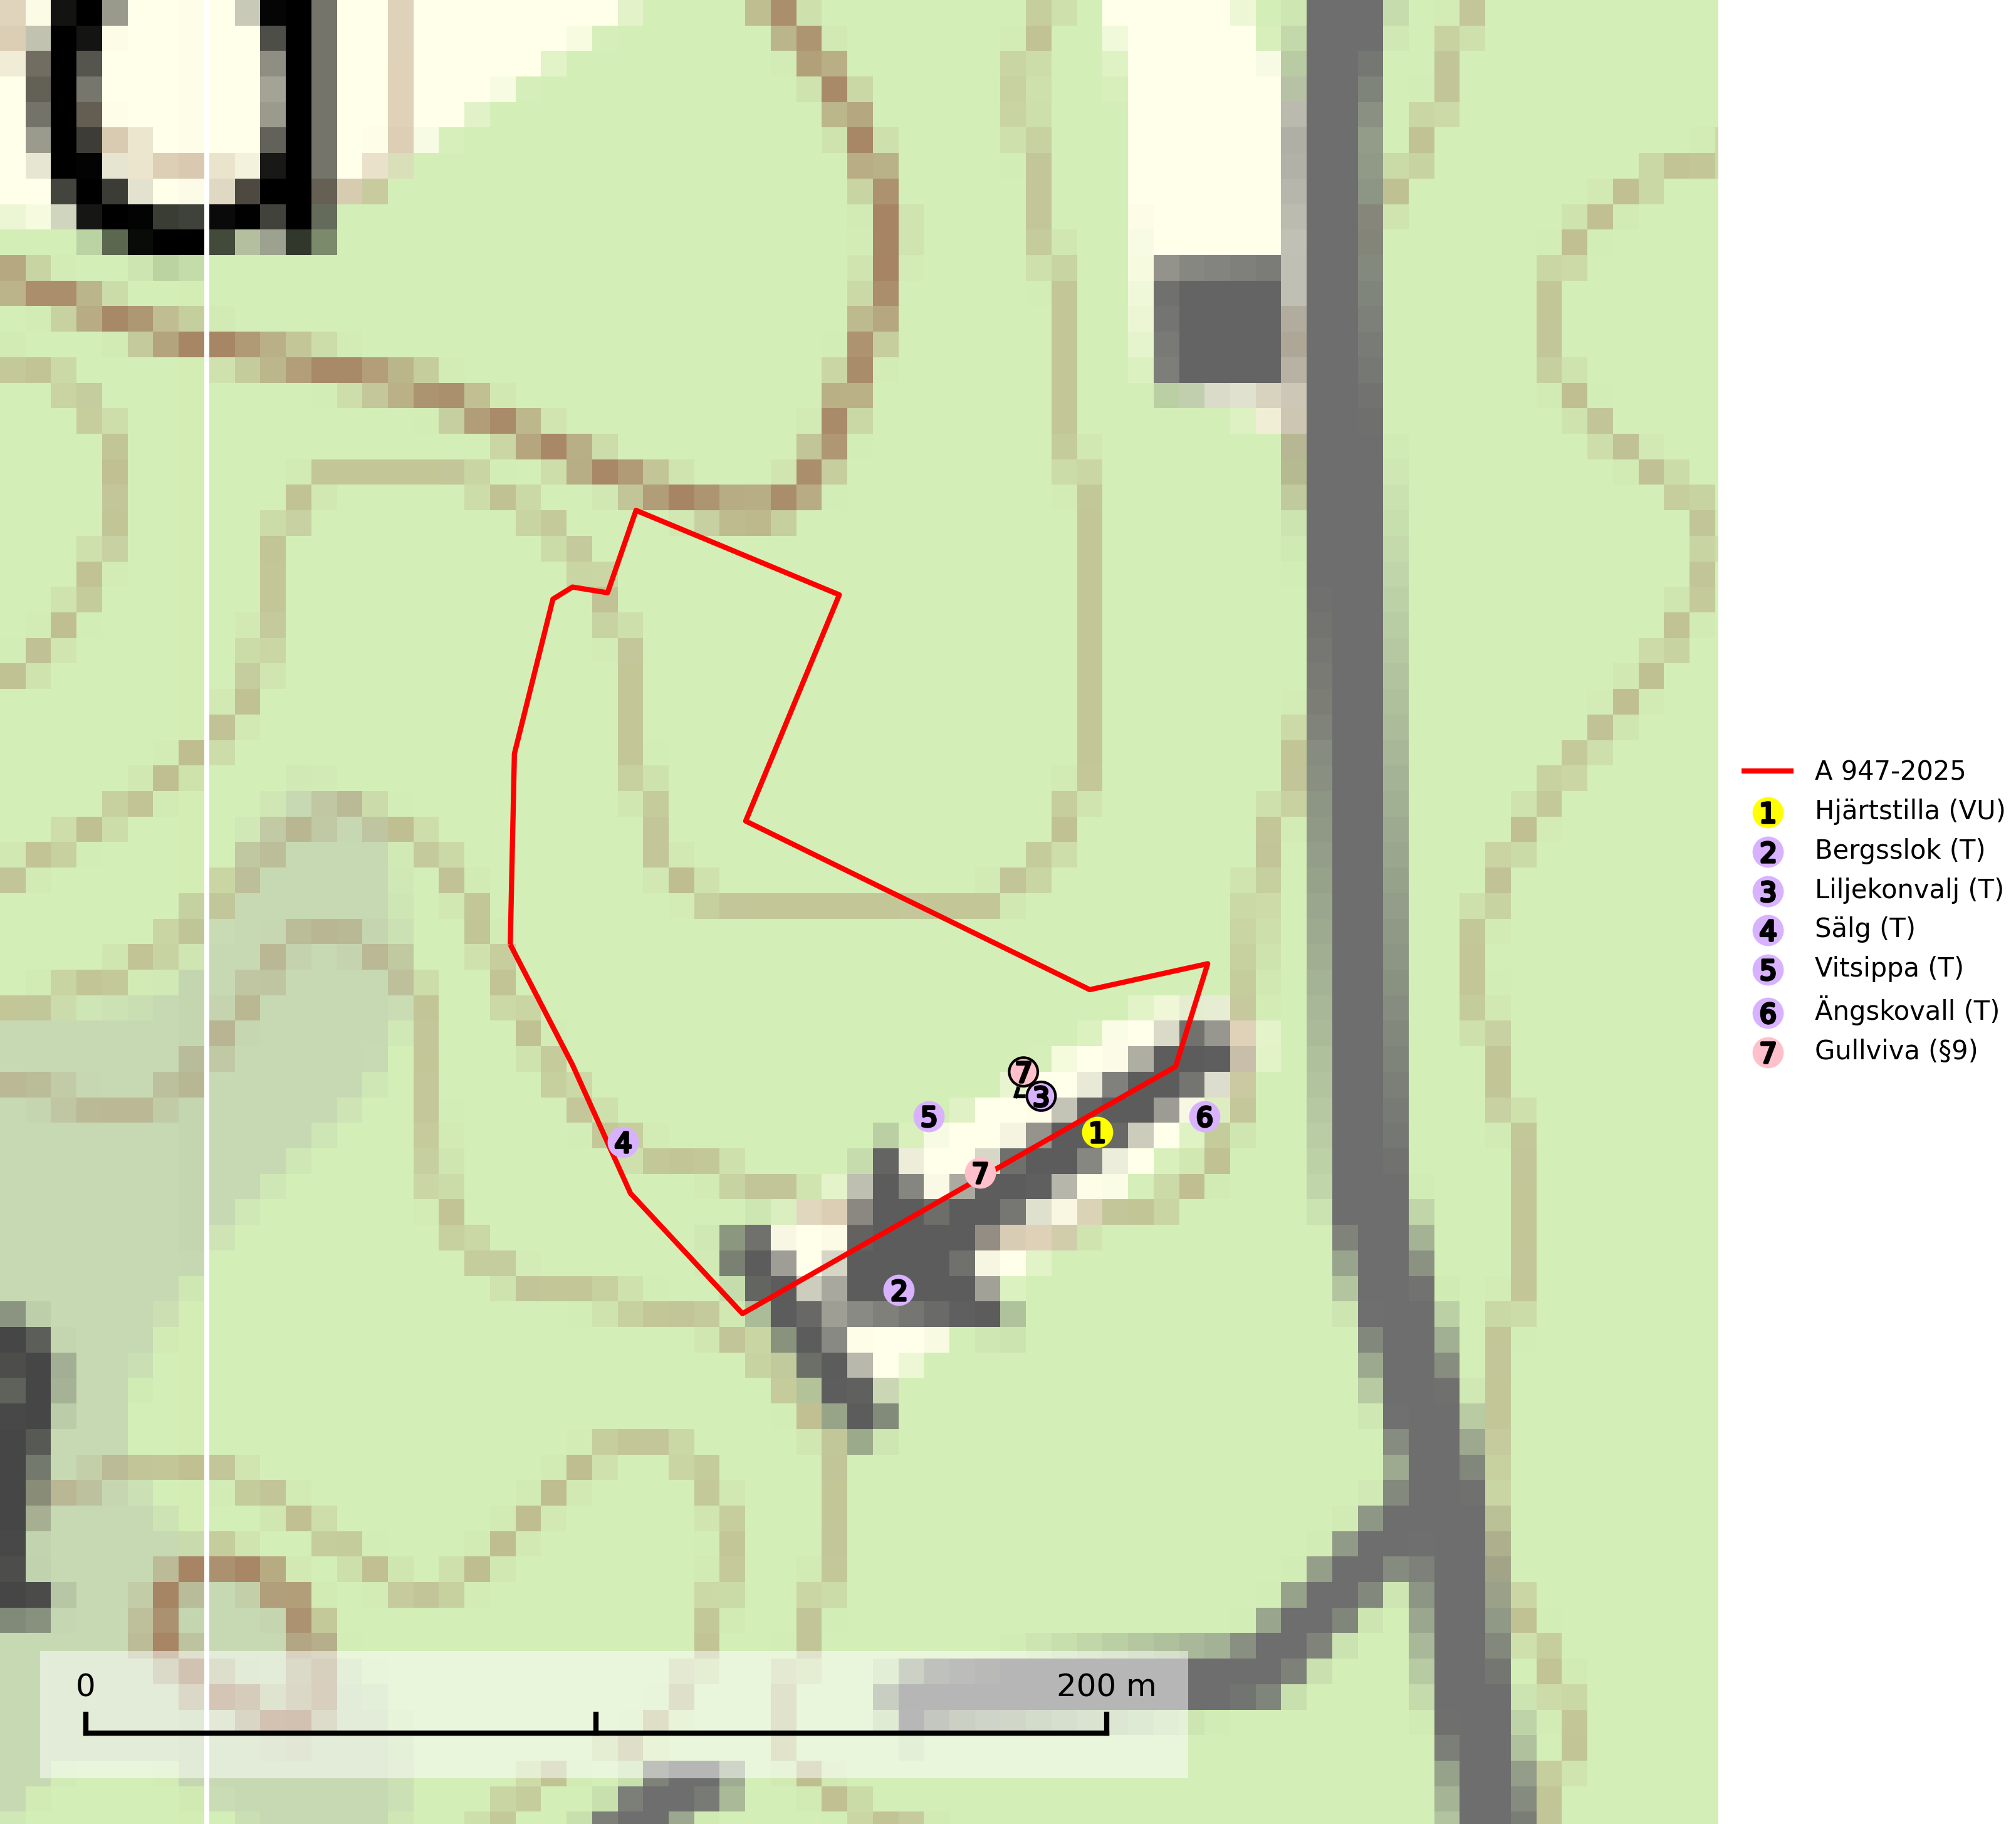 A 947-2025
1 Hjärtstilla (VU)
2 Bergsslok (T)
3 Liljekonvalj (T)
4 Sälg (T)
5 Vitsippa (T)
6 Ängskovall (T)
7 Gullviva (§9)
7
3
5
6
1
4
7
2
0 200 m